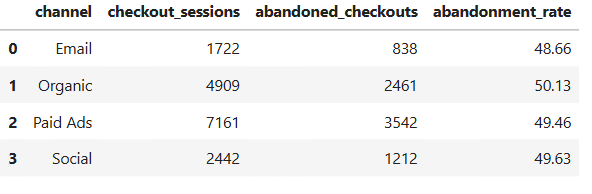 channel checkout_sessions abandoned_checkouts abandonment_rate
0 Email 1722 838 48.66
1 Organic 4909 2461 50.13
2 Paid Ads 7161 3542 49.46
3 Social 2442 1212 49.63